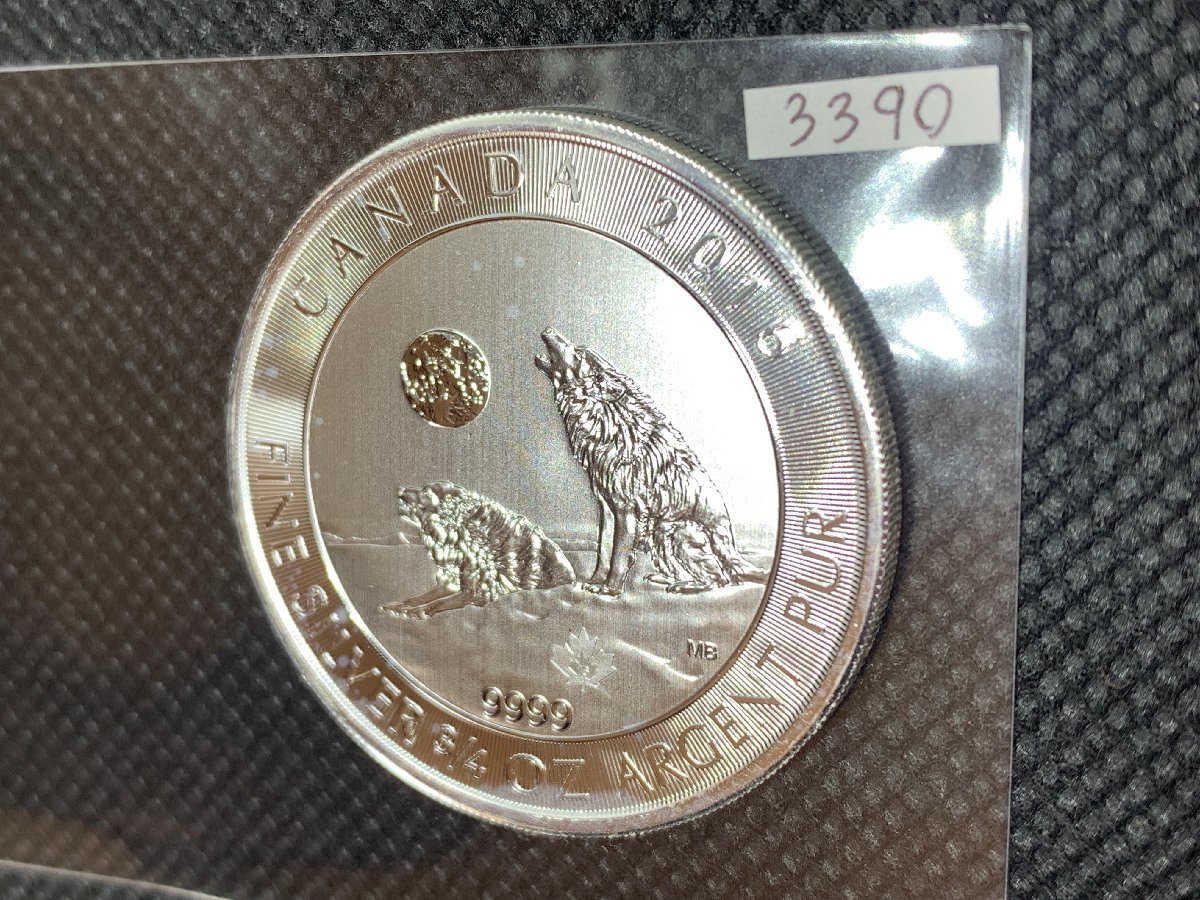 3390
CANADA 2016
FINE SILVER 3/4 OZ ARGENT PUR
MB
9999